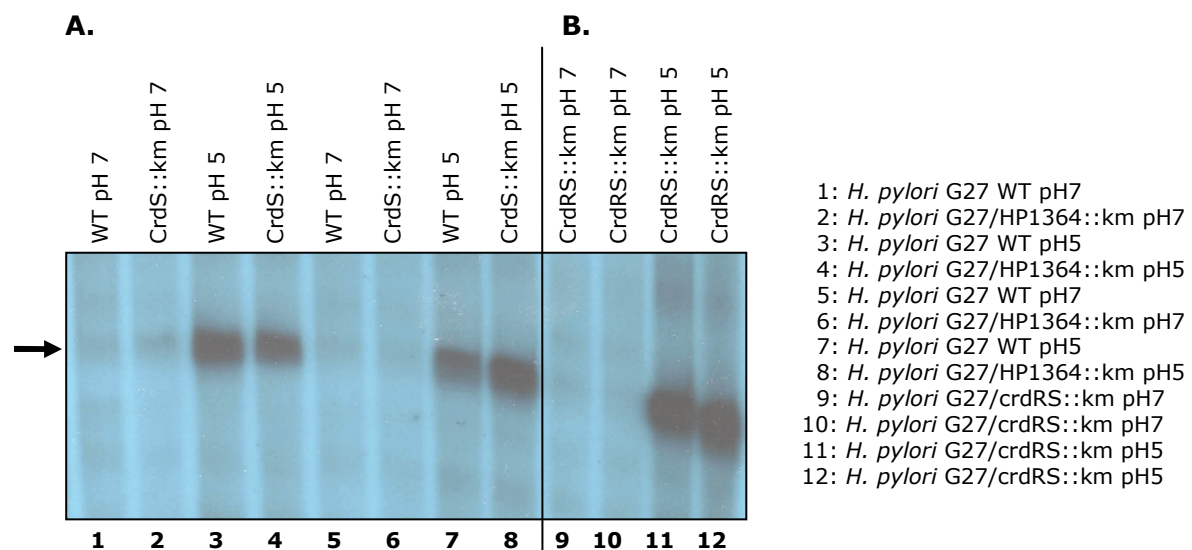 A.
B.
WT pH 7
CrdS::km pH 7
WT pH 5
CrdS::km pH 5
WT pH 7
CrdS::km pH 7
WT pH 5
CrdS::km pH 5
CrdRS::km pH 7
CrdRS::km pH 7
CrdRS::km pH 5
CrdRS::km pH 5
1 2 3 4 5 6 7 8 9 10 11 12
1: H. pylori G27 WT pH7
2: H. pylori G27/HP1364::km pH7
3: H. pylori G27 WT pH5
4: H. pylori G27/HP1364::km pH5
5: H. pylori G27 WT pH7
6: H. pylori G27/HP1364::km pH7
7: H. pylori G27 WT pH5
8: H. pylori G27/HP1364::km pH5
9: H. pylori G27/crdRS::km pH7
10: H. pylori G27/crdRS::km pH7
11: H. pylori G27/crdRS::km pH5
12: H. pylori G27/crdRS::km pH5